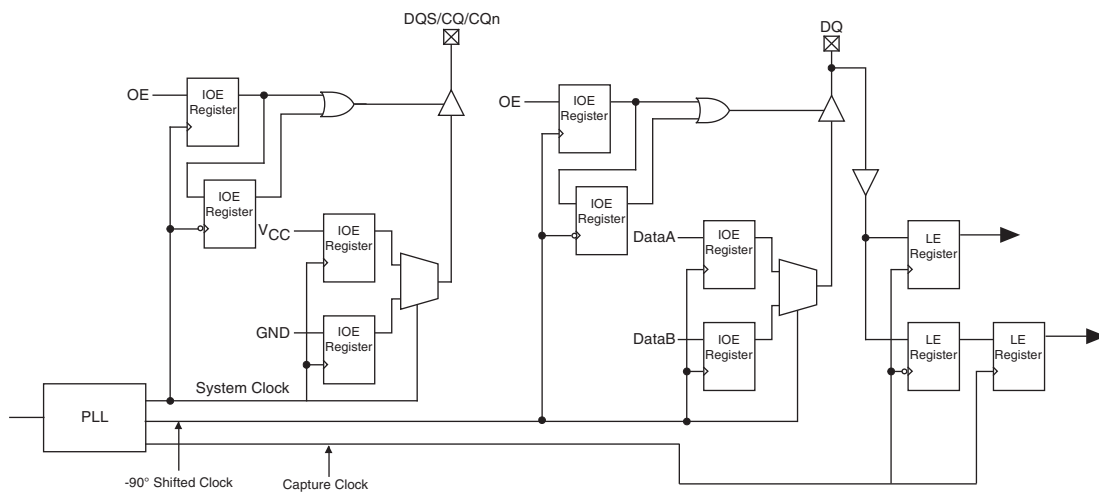 DQS/CQ/CQn
DQ
OE
IOE
Register
OE
IOE
Register
IOE
Register
IOE
Register
VCC
IOE
Register
DataA
IOE
Register
LE
Register
GND
IOE
Register
DataB
IOE
Register
LE
Register
LE
Register
System Clock
PLL
-90° Shifted Clock
Capture Clock